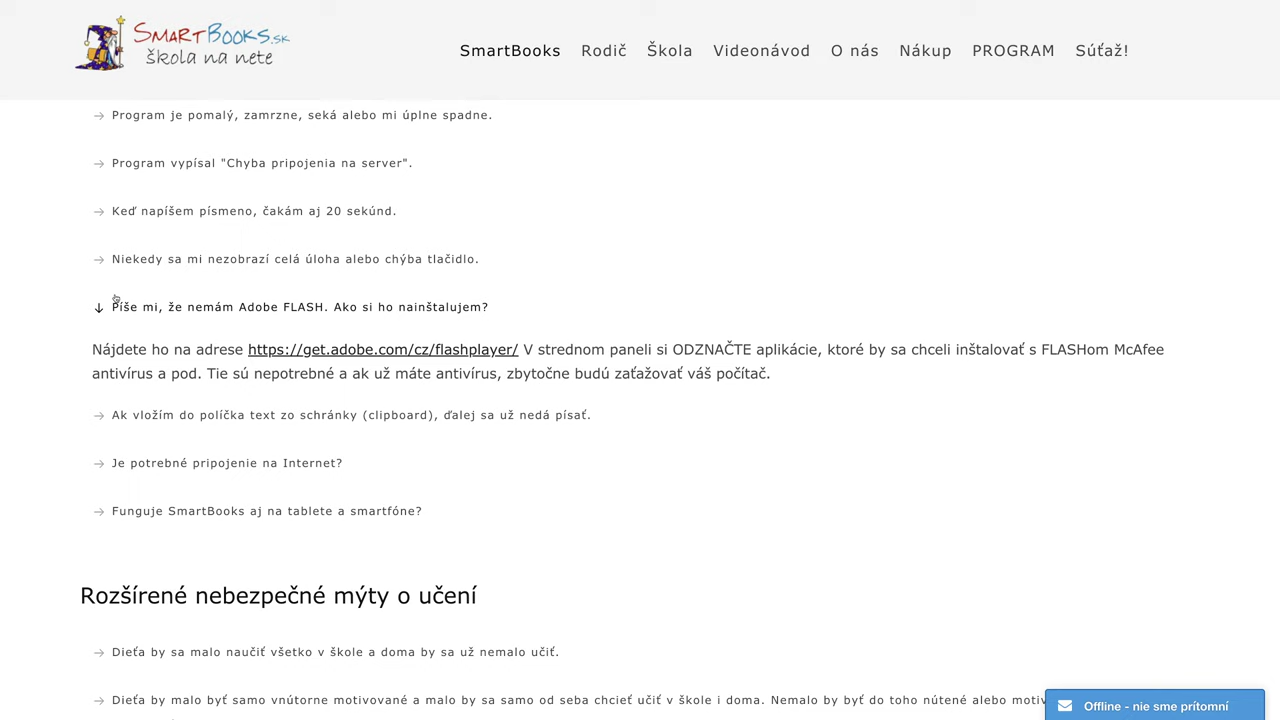 SmartBooks.sk
škola na nete
SmartBooks Rodič Škola Videonávod O nás Nákup PROGRAM Súťaž!
Program je pomalý, zamrzne, seká alebo mi úplne spadne.
Program vypísal "Chyba pripojenia na server".
Keď napíšem písmeno, čakám aj 20 sekúnd.
Niekedy sa mi nezobrazí celá úloha alebo chýba tlačidlo.
Píše mi, že nemám Adobe FLASH. Ako si ho nainštalujem?
Nájdete ho na adrese https://get.adobe.com/cz/flashplayer/ V strednom paneli si ODZNAČTE aplikácie, ktoré by sa chceli inštalovať s FLASHom McAfee
antivírus a pod. Tie sú nepotrebné a ak už máte antivírus, zbytočne budú zaťažovať váš počítač.
Ak vložím do políčka text zo schránky (clipboard), ďalej sa už nedá písať.
Je potrebné pripojenie na Internet?
Funguje SmartBooks aj na tablete a smartfóne?
Rozšírené nebezpečné mýty o učení
Dieťa by sa malo naučiť všetko v škole a doma by sa už nemalo učiť.
Dieťa by malo byť samo vnútorne motivované a malo by sa samo od seba chcieť učiť v škole i doma. Nemalo by byť do toho nútené alebo motiv
Offline - nie sme prítomní